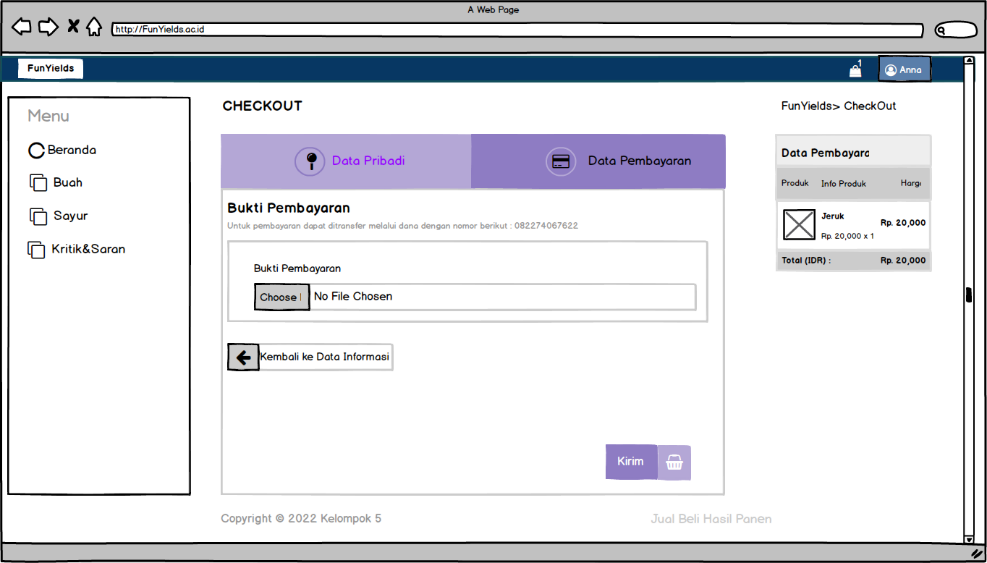 A Web Page
http://FunYields.ac.id
FunYields
1
Anna
Menu
Beranda
Buah
Sayur
Kritik&Saran
CHECKOUT
FunYields> CheckOut
Data Pribadi
Data Pembayaran
Bukti Pembayaran
Untuk pembayaran dapat ditransfer melalui dana dengan nomor berikut : 082274067622
Bukti Pembayaran
Choose
No File Chosen
Kembali ke Data Informasi
Kirim
Data Pembayarc
Produk Info Produk Harg
Jeruk
Rp. 20,000
Rp. 20,000 x 1
Total (IDR) : Rp. 20,000
Copyright © 2022 Kelompok 5
Jual Beli Hasil Panen